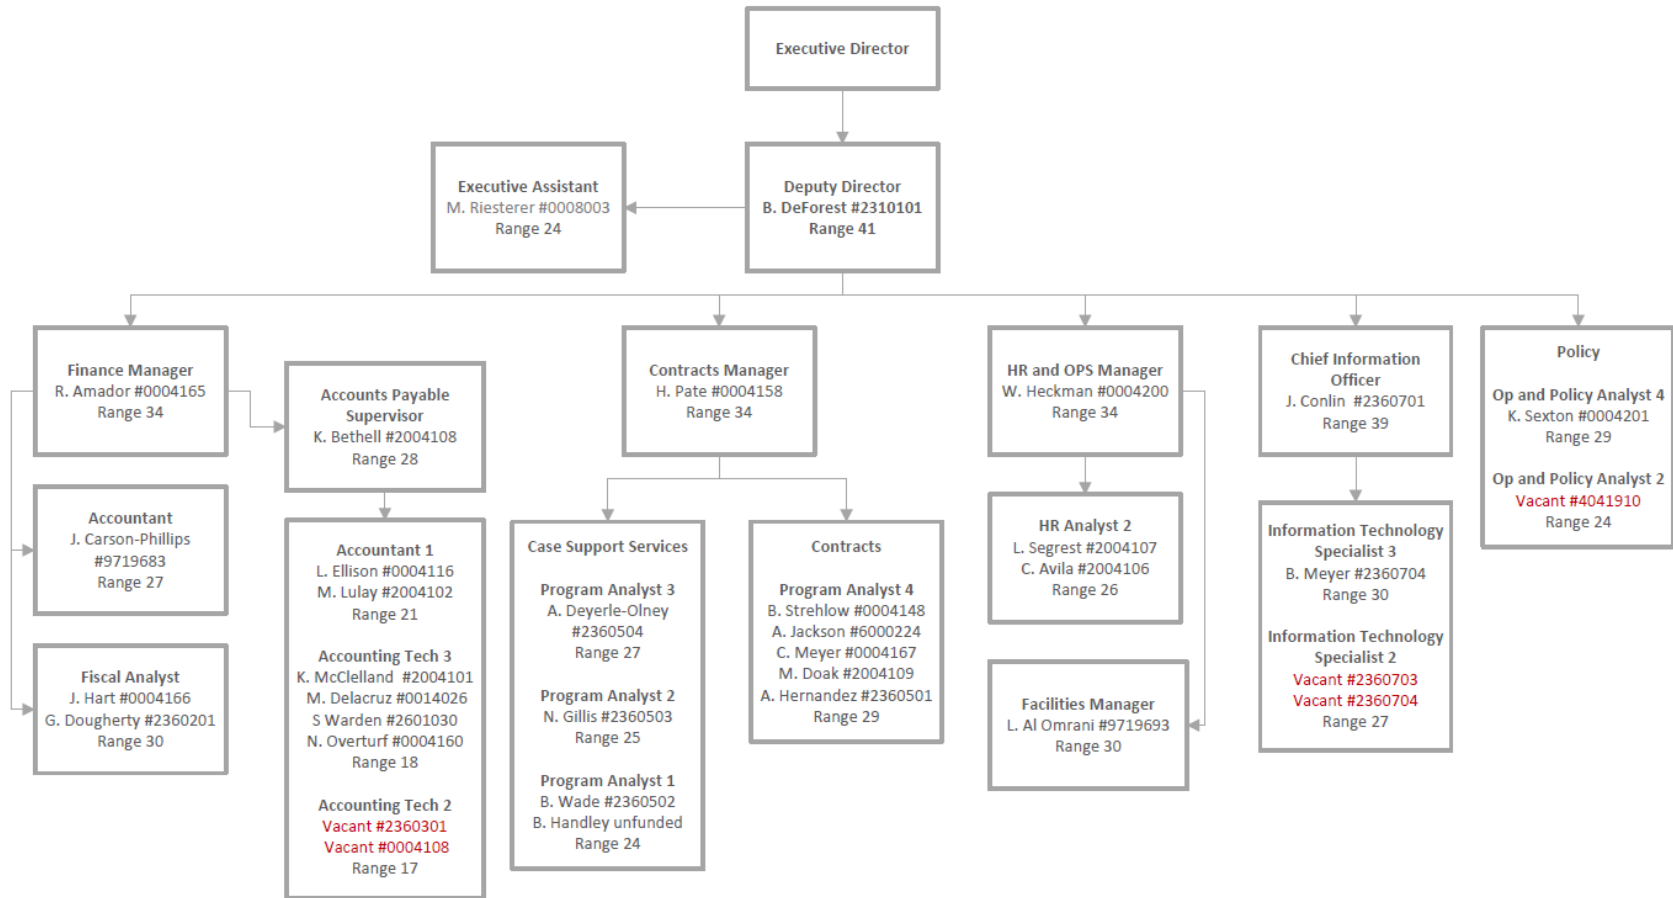 Executive Director
Executive Assistant
M. Riesterer #0008003
Range 24
Deputy Director
B. DeForest #2310101
Range 41
Finance Manager
R. Amador #0004165
Range 34
Accountant
J. Carson-Phillips
#9719683
Range 27
Fiscal Analyst
J. Hart #0004166
G. Dougherty #2360201
Range 30
Accounts Payable
Supervisor
K. Bethell #2004108
Range 28
Accountant 1
L. Ellison #0004116
M. Lulay #2004102
Range 21
Accounting Tech 3
K. McClelland #2004101
M. Delacruz #0014026
S Warden #2601030
N. Overturf #0004160
Range 18
Accounting Tech 2
Vacant #2360301
Vacant #0004108
Range 17
Contracts Manager
H. Pate #0004158
Range 34
Case Support Services
Program Analyst 3
A. Deyerle-Olney
#2360504
Range 27
Program Analyst 2
N. Gillis #2360503
Range 25
Program Analyst 1
B. Wade #2360502
B. Handley unfunded
Range 24
Contracts
Program Analyst 4
B. Strehlow #0004148
A. Jackson #6000224
C. Meyer #0004167
M. Doak #2004109
A. Hernandez #2360501
Range 29
HR and OPS Manager
W. Heckman #0004200
Range 34
HR Analyst 2
L. Segrest #2004107
C. Avila #2004106
Range 26
Facilities Manager
L. Al Omrani #9719693
Range 30
Chief Information
Officer
J. Conlin #2360701
Range 39
Information Technology
Specialist 3
B. Meyer #2360704
Range 30
Information Technology
Specialist 2
Vacant #2360703
Vacant #2360704
Range 27
Policy
Op and Policy Analyst 4
K. Sexton #0004201
Range 29
Op and Policy Analyst 2
Vacant #4041910
Range 24